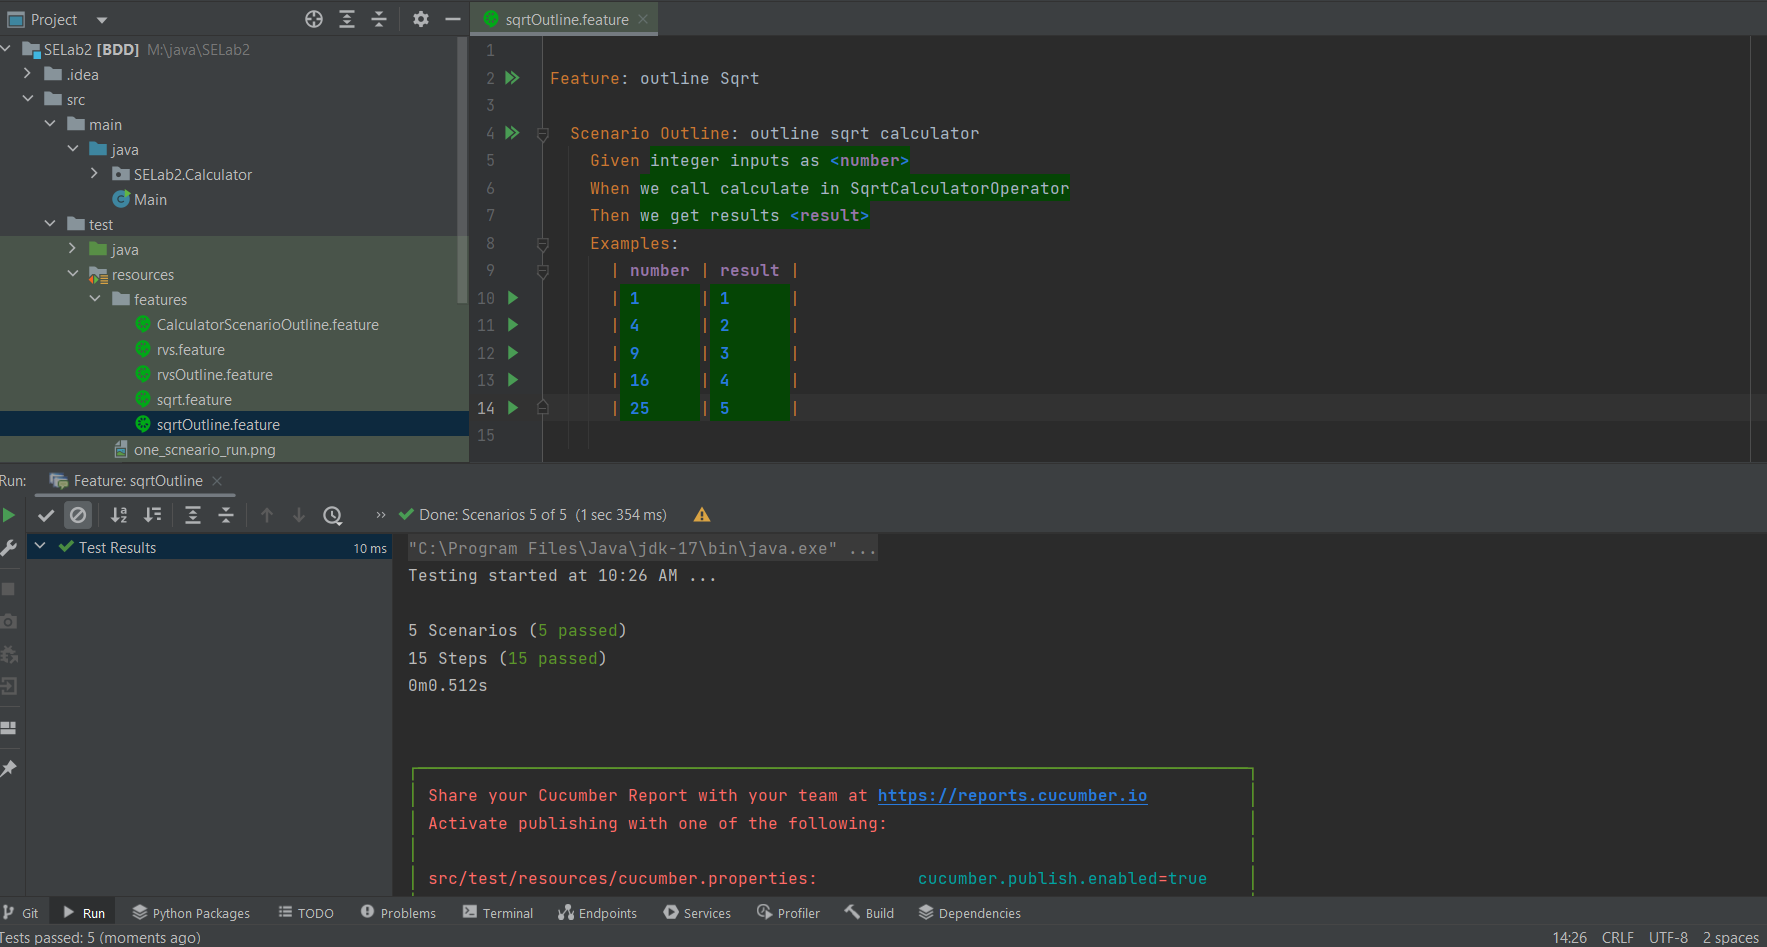 Project
sqrtOutline.feature
SELab2 [BDD] M:\java\SELab2
.idea
src
main
java
SELab2.Calculator
Main
test
java
resources
features
CalculatorScenarioOutline.feature
rvs.feature
rvsOutline.feature
sqrt.feature
sqrtOutline.feature
one_scneario_run.png
1
2 Feature: outline Sqrt
3
4 Scenario Outline: outline sqrt calculator
5 Given integer inputs as <number>
6 When we call calculate in SqrtCalculatorOperator
7 Then we get results <result>
8 Examples:
9 | number | result |
10 | 1 | 1 |
11 | 4 | 2 |
12 | 9 | 3 |
13 | 16 | 4 |
14 | 25 | 5 |
15
Run: Feature: sqrtOutline
Done: Scenarios 5 of 5 (1 sec 354 ms)
Test Results 10 ms
"C:\Program Files\Java\jdk-17\bin\java.exe" ...
Testing started at 10:26 AM ...
5 Scenarios (5 passed)
15 Steps (15 passed)
0m0.512s
Share your Cucumber Report with your team at https://reports.cucumber.io
Activate publishing with one of the following:
src/test/resources/cucumber.properties: cucumber.publish.enabled=true
Git Run Python Packages TODO Problems Terminal Endpoints Services Profiler Build Dependencies
Tests passed: 5 (moments ago) 14:26 CRLF UTF-8 2 spaces